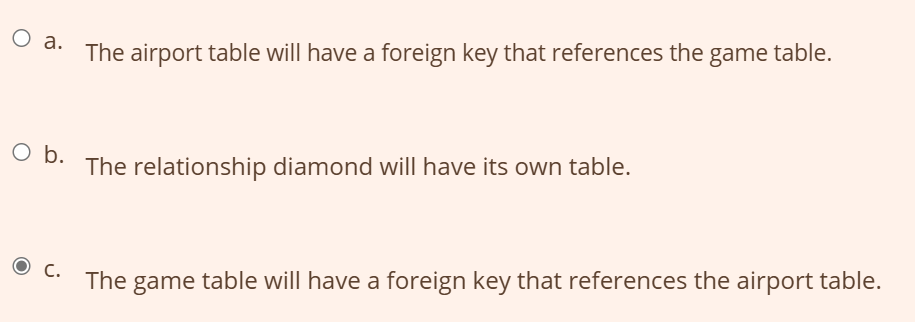 a. The airport table will have a foreign key that references the game table.
b. The relationship diamond will have its own table.
c. The game table will have a foreign key that references the airport table.